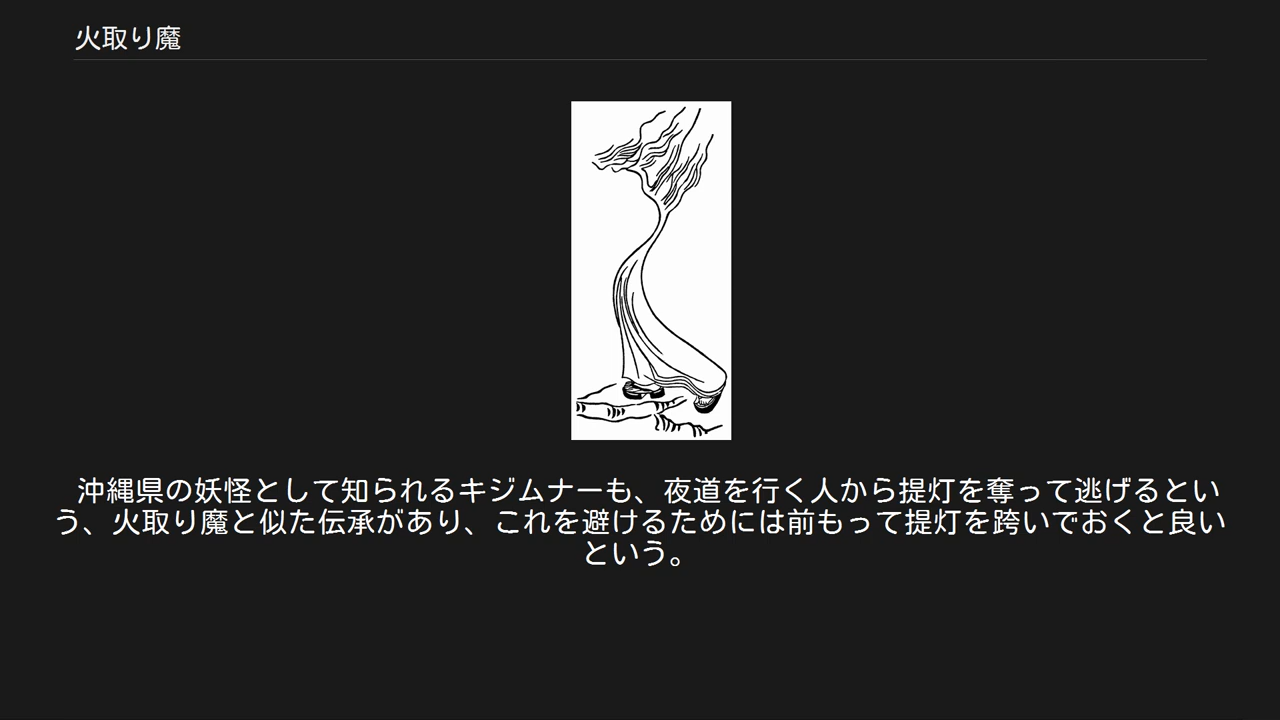 火取り魔
沖縄県の妖怪として知られるキジムナーも、夜道を行く人から提灯を奪って逃げるとい
う、火取り魔と似た伝承があり、これを避けるためには前もって提灯を跨いでおくと良い
という。